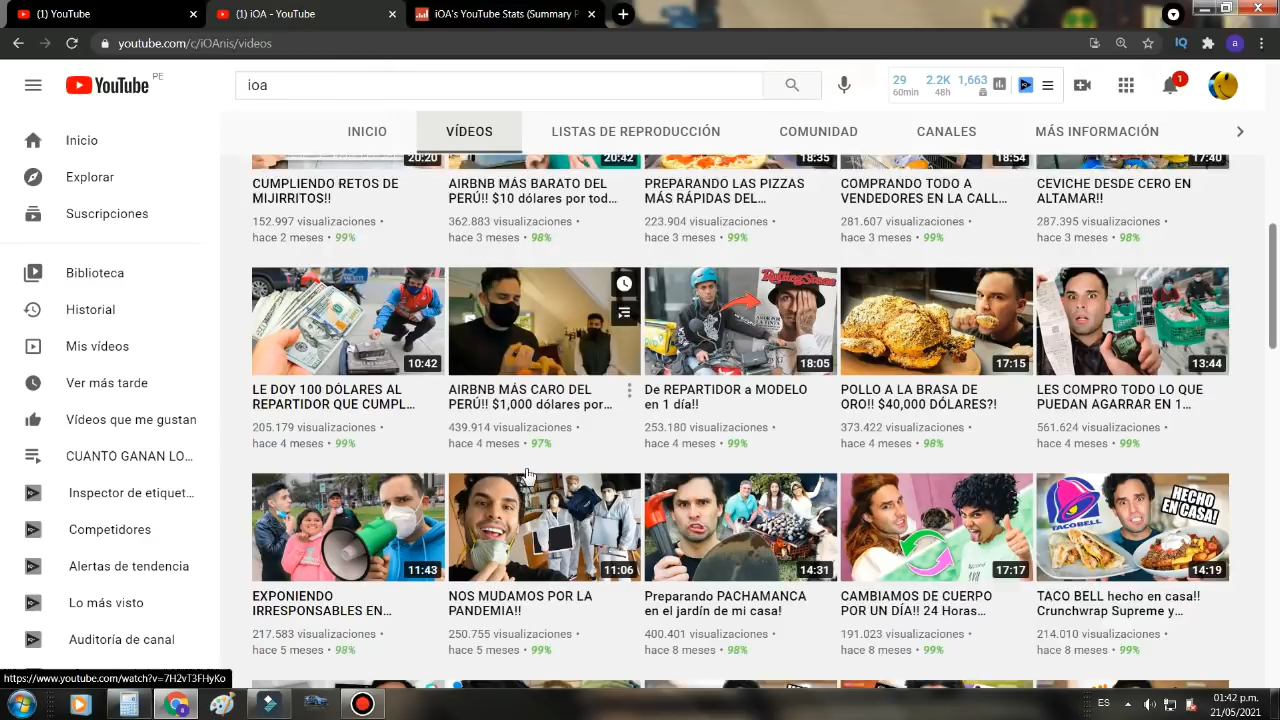 (1) YouTube
(1) iOA - YouTube
iOA's YouTube Stats (Summary P
youtube.com/c/iOAnis/videos
YouTube PE
ioa
29 60min
2.2K 48h
1,663
1
INICIO VÍDEOS LISTAS DE REPRODUCCIÓN COMUNIDAD CANALES MÁS INFORMACIÓN
Inicio
Explorar
Suscripciones
Biblioteca
Historial
Mis vídeos
Ver más tarde
Vídeos que me gustan
CUANTO GANAN LO...
Inspector de etiquet...
Competidores
Alertas de tendencia
Lo más visto
Auditoría de canal
20:20 20:42 18:35 18:54 17:40
CUMPLIENDO RETOS DE
MIJIRRITOS!!
152.997 visualizaciones •
hace 2 meses • 99%
AIRBNB MÁS BARATO DEL
PERÚ!! $10 dólares por tod...
362.883 visualizaciones •
hace 3 meses • 98%
PREPARANDO LAS PIZZAS
MÁS RÁPIDAS DEL...
223.904 visualizaciones •
hace 3 meses • 99%
COMPRANDO TODO A
VENDEDORES EN LA CALL...
281.607 visualizaciones •
hace 3 meses • 99%
CEVICHE DESDE CERO EN
ALTAMAR!!
287.395 visualizaciones •
hace 3 meses • 98%
10:42
LE DOY 100 DÓLARES AL
REPARTIDOR QUE CUMPL...
205.179 visualizaciones •
hace 4 meses • 99%
AIRBNB MÁS CARO DEL
PERÚ!! $1,000 dólares por...
439.914 visualizaciones •
hace 4 meses • 97%
RollingStone
18:05
De REPARTIDOR a MODELO
en 1 día!!
253.180 visualizaciones •
hace 4 meses • 99%
17:15
POLLO A LA BRASA DE
ORO!! $40,000 DÓLARES?!
373.422 visualizaciones •
hace 4 meses • 98%
13:44
LES COMPRO TODO LO QUE
PUEDAN AGARRAR EN 1...
561.624 visualizaciones •
hace 4 meses • 99%
11:43
EXPONIENDO
IRRESPONSABLES EN...
217.583 visualizaciones •
hace 5 meses • 98%
11:06
NOS MUDAMOS POR LA
PANDEMIA!!
250.755 visualizaciones •
hace 5 meses • 99%
14:31
Preparando PACHAMANCA
en el jardín de mi casa!
400.401 visualizaciones •
hace 8 meses • 98%
17:17
CAMBIAMOS DE CUERPO
POR UN DÍA!! 24 Horas...
191.023 visualizaciones •
hace 8 meses • 99%
TACO BELL
¡HECHO
EN CASA!
14:19
TACO BELL hecho en casa!!
Crunchwrap Supreme y...
214.010 visualizaciones •
hace 8 meses • 99%
https://www.youtube.com/watch?v=7H2vT3FHyKo
ES
01:42 p.m.
21/05/2021